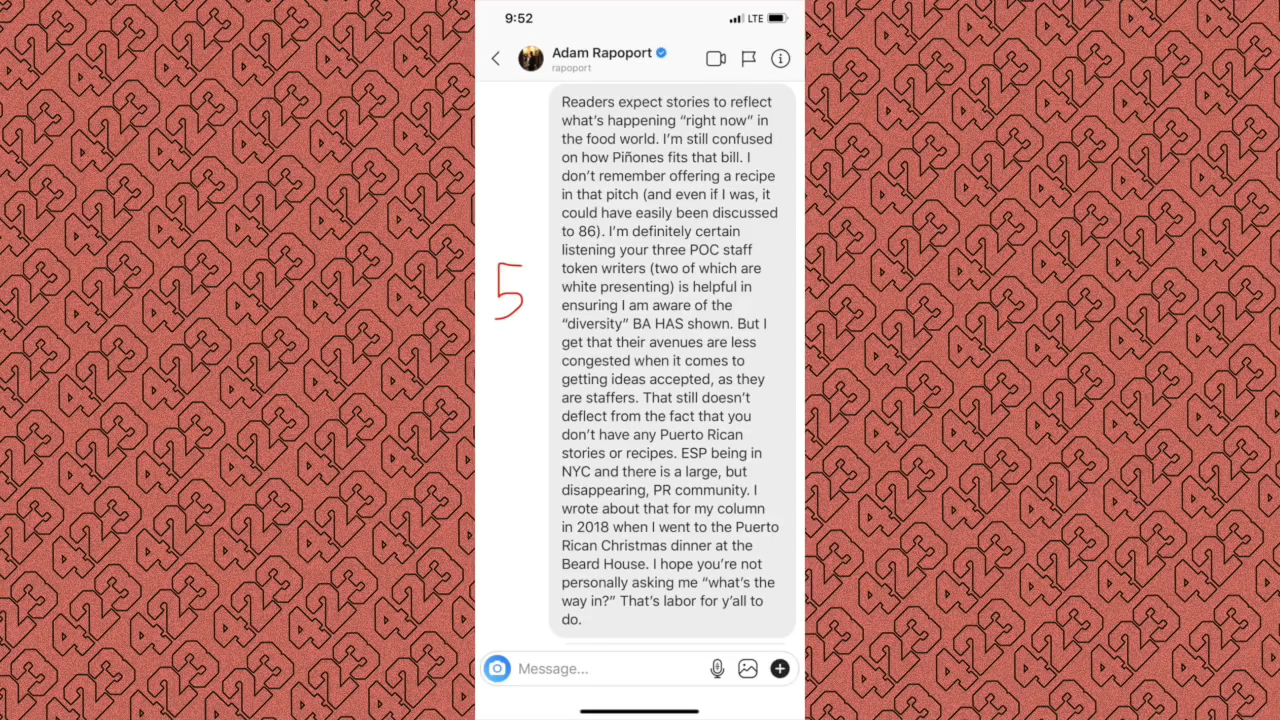 9:52
LTE
Adam Rapoport
rapoport
Readers expect stories to reflect
what's happening "right now" in
the food world. I'm still confused
on how Piñones fits that bill. I
don't remember offering a recipe
in that pitch (and even if I was, it
could have easily been discussed
to 86). I'm definitely certain
listening your three POC staff
token writers (two of which are
white presenting) is helpful in
ensuring I am aware of the
"diversity" BA HAS shown. But I
get that their avenues are less
congested when it comes to
getting ideas accepted, as they
are staffers. That still doesn't
deflect from the fact that you
don't have any Puerto Rican
stories or recipes. ESP being in
NYC and there is a large, but
disappearing, PR community. I
wrote about that for my column
in 2018 when I went to the Puerto
Rican Christmas dinner at the
Beard House. I hope you're not
personally asking me "what's the
way in?" That's labor for y'all to
do.
5
Message...